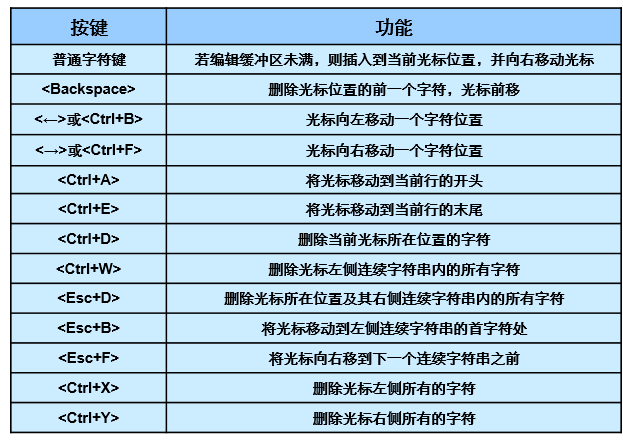 按键 功能
普通字符键 若编辑缓冲区未满，则插入到当前光标位置，并向右移动光标
<Backspace> 删除光标位置的前一个字符，光标前移
<←>或<Ctrl+B> 光标向左移动一个字符位置
<→>或<Ctrl+F> 光标向右移动一个字符位置
<Ctrl+A> 将光标移动到当前行的开头
<Ctrl+E> 将光标移动到当前行的末尾
<Ctrl+D> 删除当前光标所在位置的字符
<Ctrl+W> 删除光标左侧连续字符串内的所有字符
<Esc+D> 删除光标所在位置及其右侧连续字符串内的所有字符
<Esc+B> 将光标移动到左侧连续字符串的首字符处
<Esc+F> 将光标向右移到下一个连续字符串之前
<Ctrl+X> 删除光标左侧所有的字符
<Ctrl+Y> 删除光标右侧所有的字符